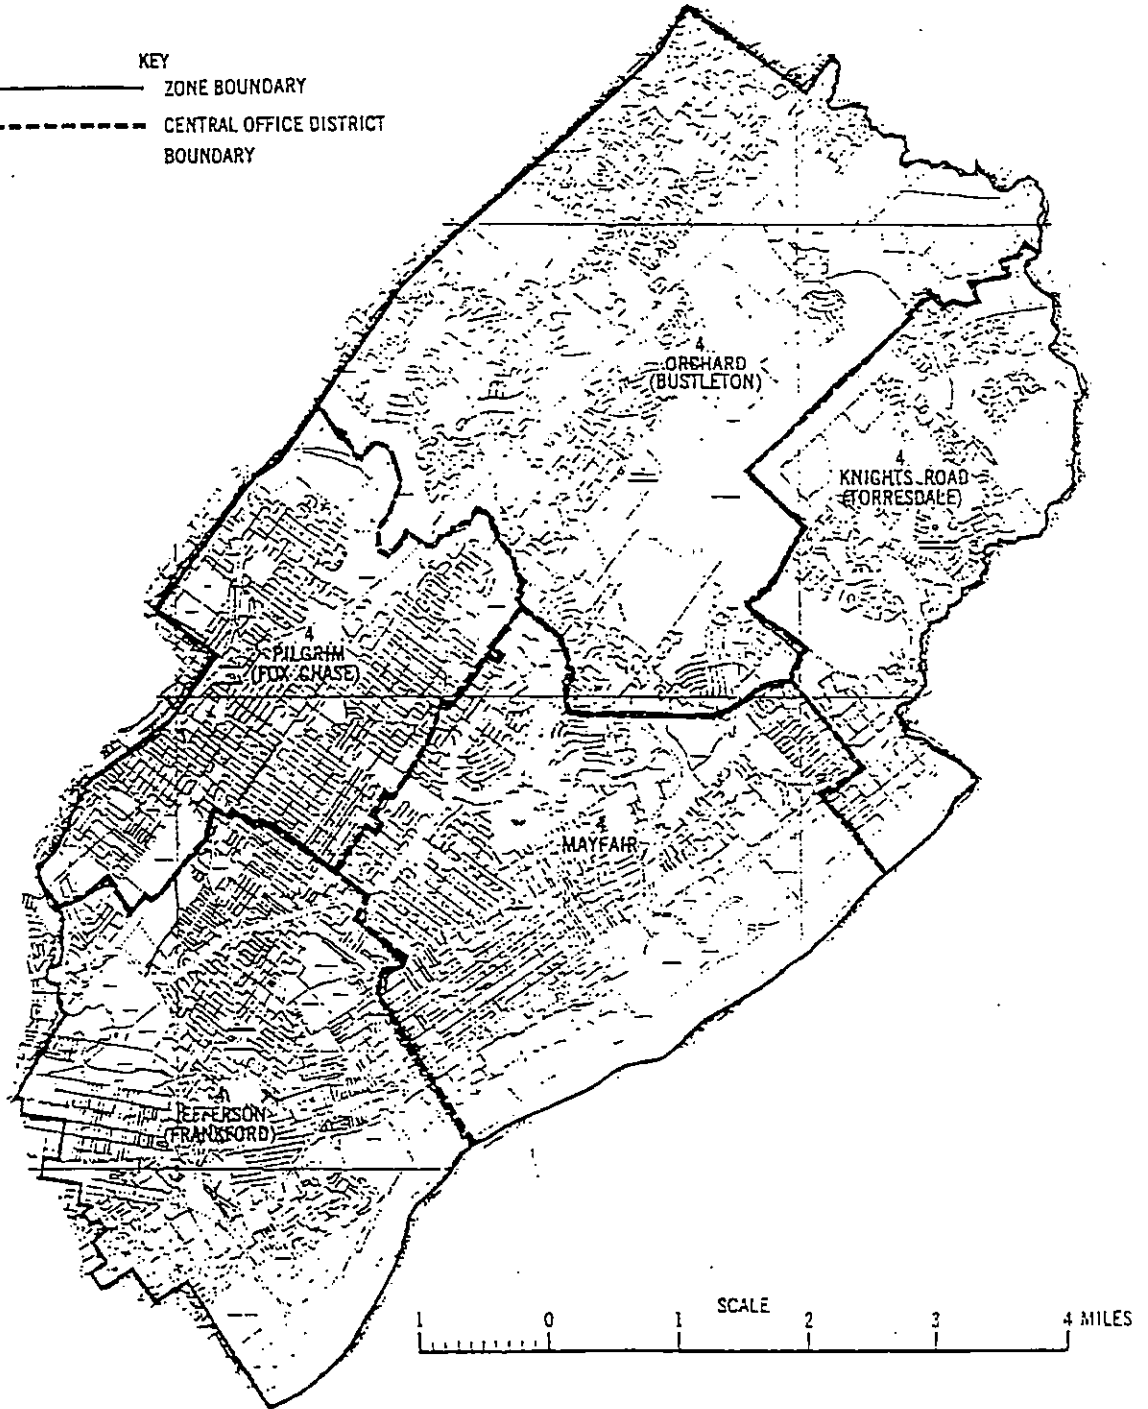 KEY
ZONE BOUNDARY
CENTRAL OFFICE DISTRICT
BOUNDARY
4
ORCHARD
(BUSTLETON)
4
KNIGHTS ROAD
(TORRESDALE)
4
PILGRIM
(FOX CHASE)
4
MAYFAIR
4
JEFFERSON
(FRANKFORD)
SCALE
1 0 1 2 3 4 MILES